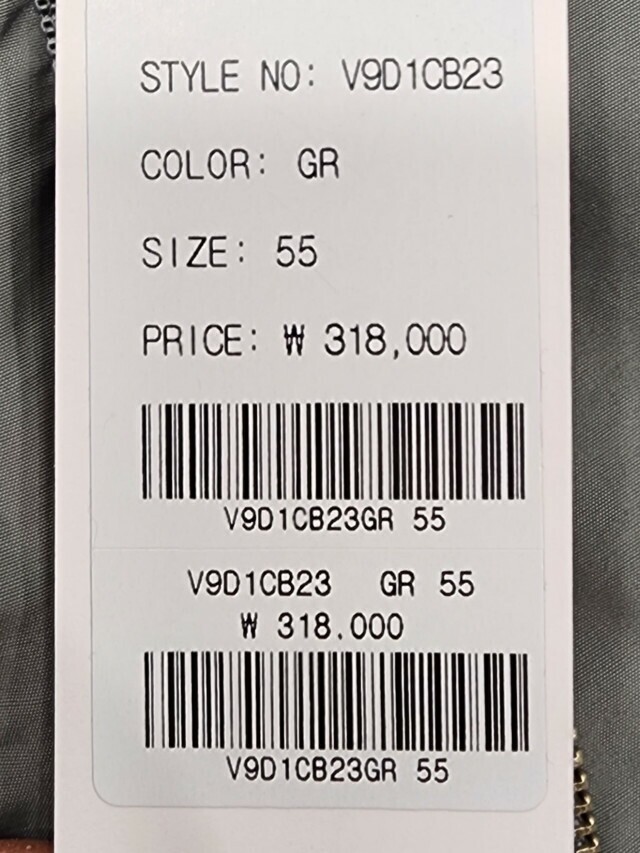 STYLE NO: V9D1CB23
COLOR: GR
SIZE: 55
PRICE: ₩ 318,000
V9D1CB23GR 55
V9D1CB23 GR 55
₩ 318.000
V9D1CB23GR 55